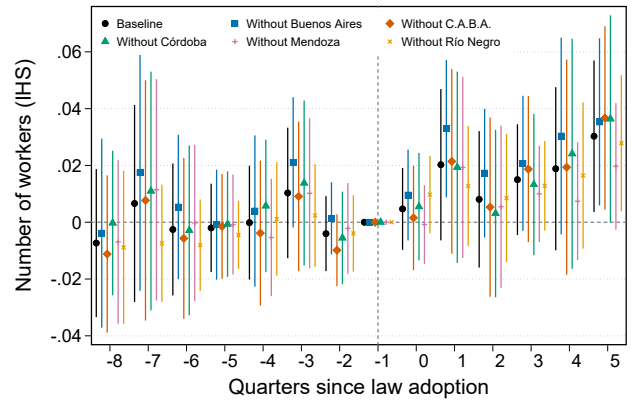 Baseline
Without Buenos Aires
Without C.A.B.A.
Without Córdoba
Without Mendoza
Without Río Negro
Number of workers (IHS)
.06
.04
.02
0
-.02
-.04
-8 -7 -6 -5 -4 -3 -2 -1 0 1 2 3 4 5
Quarters since law adoption